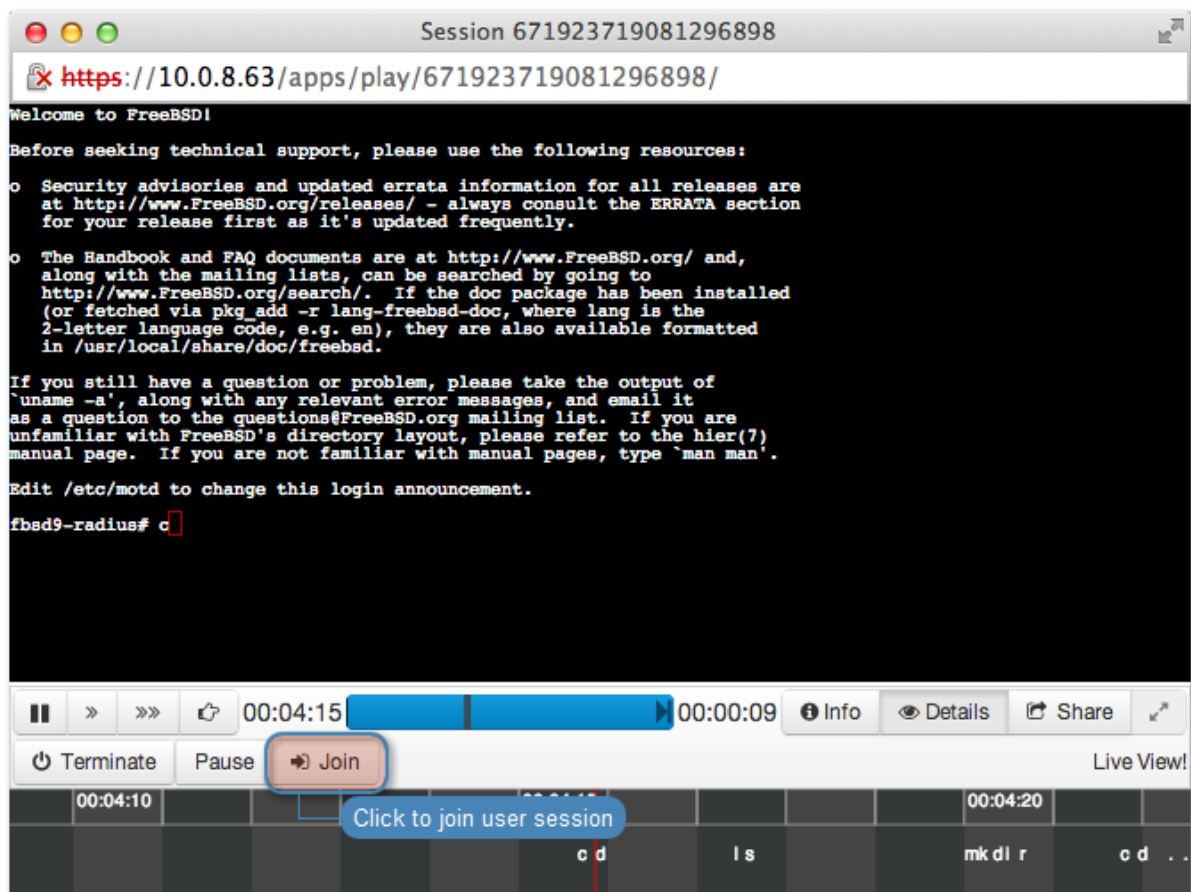 Session 671923719081296898
https://10.0.8.63/apps/play/671923719081296898/
Welcome to FreeBSD!
Before seeking technical support, please use the following resources:
o  Security advisories and updated errata information for all releases are
at http://www.FreeBSD.org/releases/ - always consult the ERRATA section
for your release first as it's updated frequently.
o  The Handbook and FAQ documents are at http://www.FreeBSD.org/ and,
along with the mailing lists, can be searched by going to
http://www.FreeBSD.org/search/.  If the doc package has been installed
(or fetched via pkg_add -r lang-freebsd-doc, where lang is the
2-letter language code, e.g. en), they are also available formatted
in /usr/local/share/doc/freebsd.
If you still have a question or problem, please take the output of
`uname -a', along with any relevant error messages, and email it
as a question to the questions@FreeBSD.org mailing list.  If you are
unfamiliar with FreeBSD's directory layout, please refer to the hier(7)
manual page.  If you are not familiar with manual pages, type `man man'.
Edit /etc/motd to change this login announcement.
fbsd9-radius# c
00:04:15 00:00:09 Info Details Share
Terminate Pause Join Live View!
00:04:10 00:04:20
Click to join user session
c d l s mk d i r c d . .